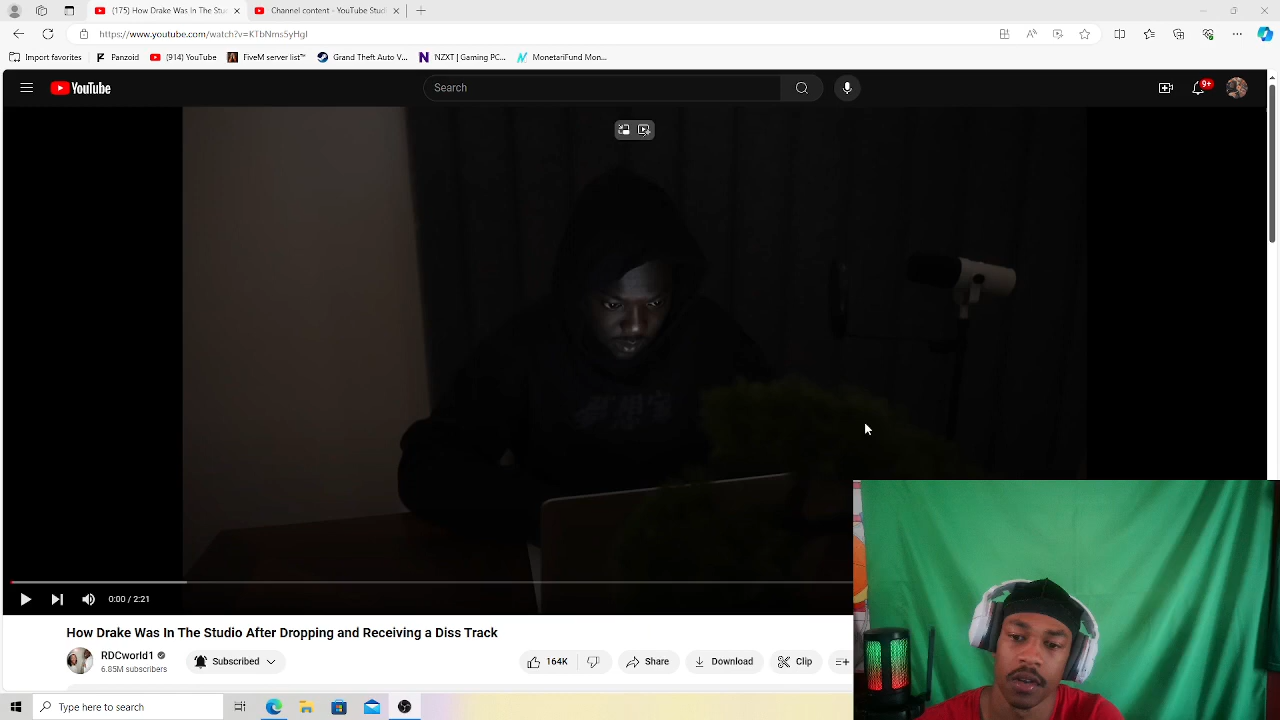 (175) How Drake Was In The Studio
Channel content - YouTube Studi
https://www.youtube.com/watch?v=KTbNms5yHgI
Import favorites
Panzoid
(914) YouTube
FiveM server list™
Grand Theft Auto V...
NZXT | Gaming PC...
MonetariFund Mon...
YouTube
Search
9+
0:00 / 2:21
How Drake Was In The Studio After Dropping and Receiving a Diss Track
RDCworld1
6.85M subscribers
Subscribed
164K
Share
Download
Clip
Type here to search